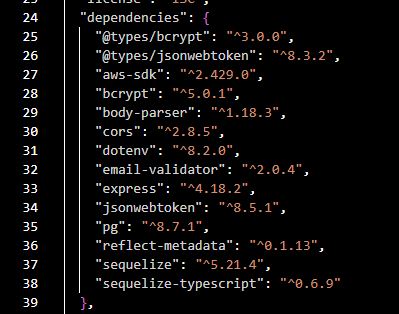 24 "dependencies": {
25 "@types/bcrypt": "^3.0.0",
26 "@types/jsonwebtoken": "^8.3.2",
27 "aws-sdk": "^2.429.0",
28 "bcrypt": "^5.0.1",
29 "body-parser": "^1.18.3",
30 "cors": "^2.8.5",
31 "dotenv": "^8.2.0",
32 "email-validator": "^2.0.4",
33 "express": "^4.18.2",
34 "jsonwebtoken": "^8.5.1",
35 "pg": "^8.7.1",
36 "reflect-metadata": "^0.1.13",
37 "sequelize": "^5.21.4",
38 "sequelize-typescript": "^0.6.9"
39 },